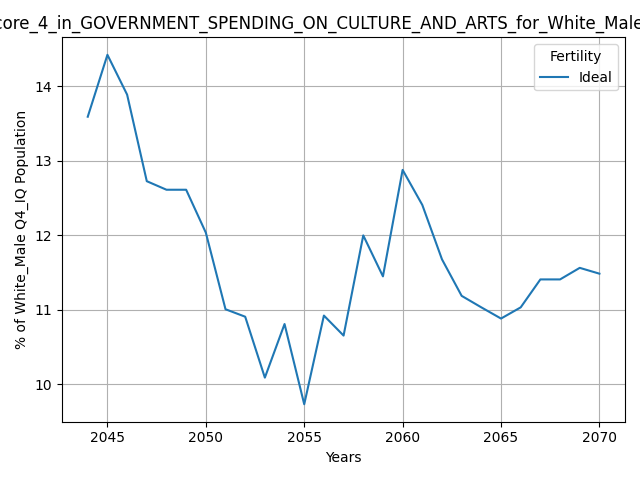 core_4_in_GOVERNMENT_SPENDING_ON_CULTURE_AND_ARTS_for_White_Male
Fertility
Ideal
% of White_Male Q4_IQ Population
14
13
12
11
10
2045 2050 2055 2060 2065 2070
Years